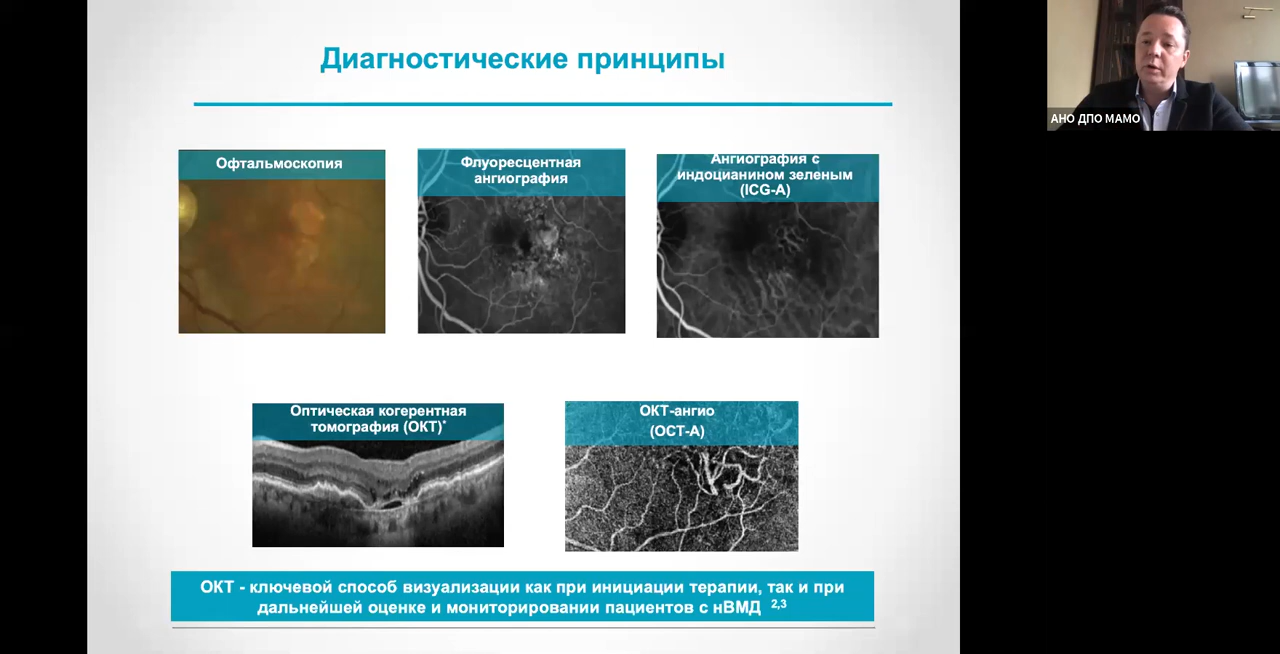 Диагностические принципы
АНО ДПО МАМО
Офтальмоскопия
Флуоресцентная
ангиография
Ангиография с
индоцианином зеленым
(ICG-A)
Оптическая когерентная
томография (ОКТ)*
ОКТ-ангио
(ОСТ-А)
ОКТ - ключевой способ визуализации как при инициации терапии, так и при
дальнейшей оценке и мониторировании пациентов с нВМД 2,3